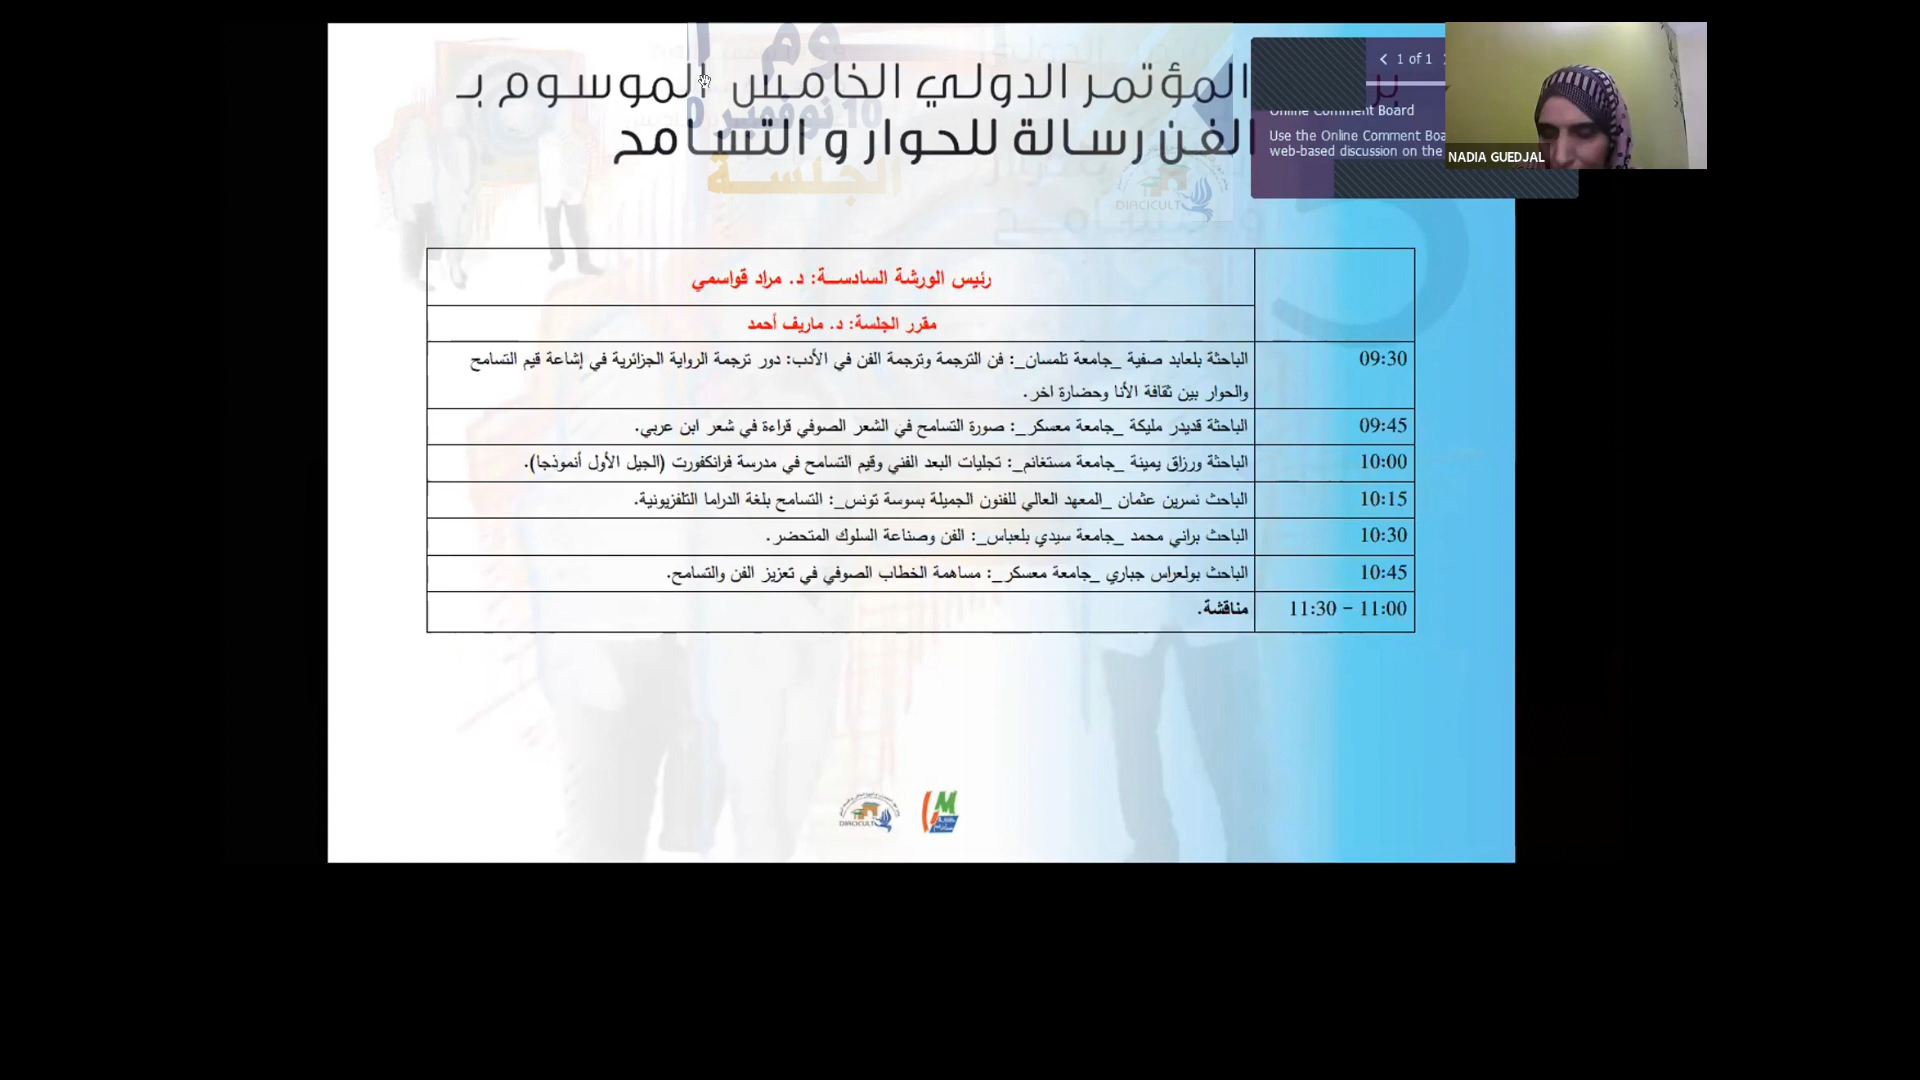 المؤتمر الدولي الخامس الموسوم بـ
الفن رسالة للحوار و التسامح
10 نوفمبر
الجلسة
DIACICULT
1 of 1
Online Comment Board
Use the Online Comment Boa
web-based discussion on the
NADIA GUEDJAL
رئيس الورشة السادســة: د. مراد قواسمي
مقرر الجلسة: د. ماريف أحمد
09:30 الباحثة بلعابد صفية _جامعة تلمسان_: فن الترجمة وترجمة الفن في الأدب: دور ترجمة الرواية الجزائرية في إشاعة قيم التسامح
والحوار بين ثقافة الأنا وحضارة اخر.
09:45 الباحثة قديدر مليكة _جامعة معسكر_: صورة التسامح في الشعر الصوفي قراءة في شعر ابن عربي.
10:00 الباحثة ورزاق يمينة _جامعة مستغانم_: تجليات البعد الفني وقيم التسامح في مدرسة فرانكفورت (الجيل الأول أنموذجا).
10:15 الباحث نسرين عثمان _المعهد العالي للفنون الجميلة بسوسة تونس_: التسامح بلغة الدراما التلفزيونية.
10:30 الباحث براني محمد _جامعة سيدي بلعباس_: الفن وصناعة السلوك المتحضر.
10:45 الباحث بولعراس جباري _جامعة معسكر_: مساهمة الخطاب الصوفي في تعزيز الفن والتسامح.
11:00 – 11:30 مناقشة.
DIACICULT